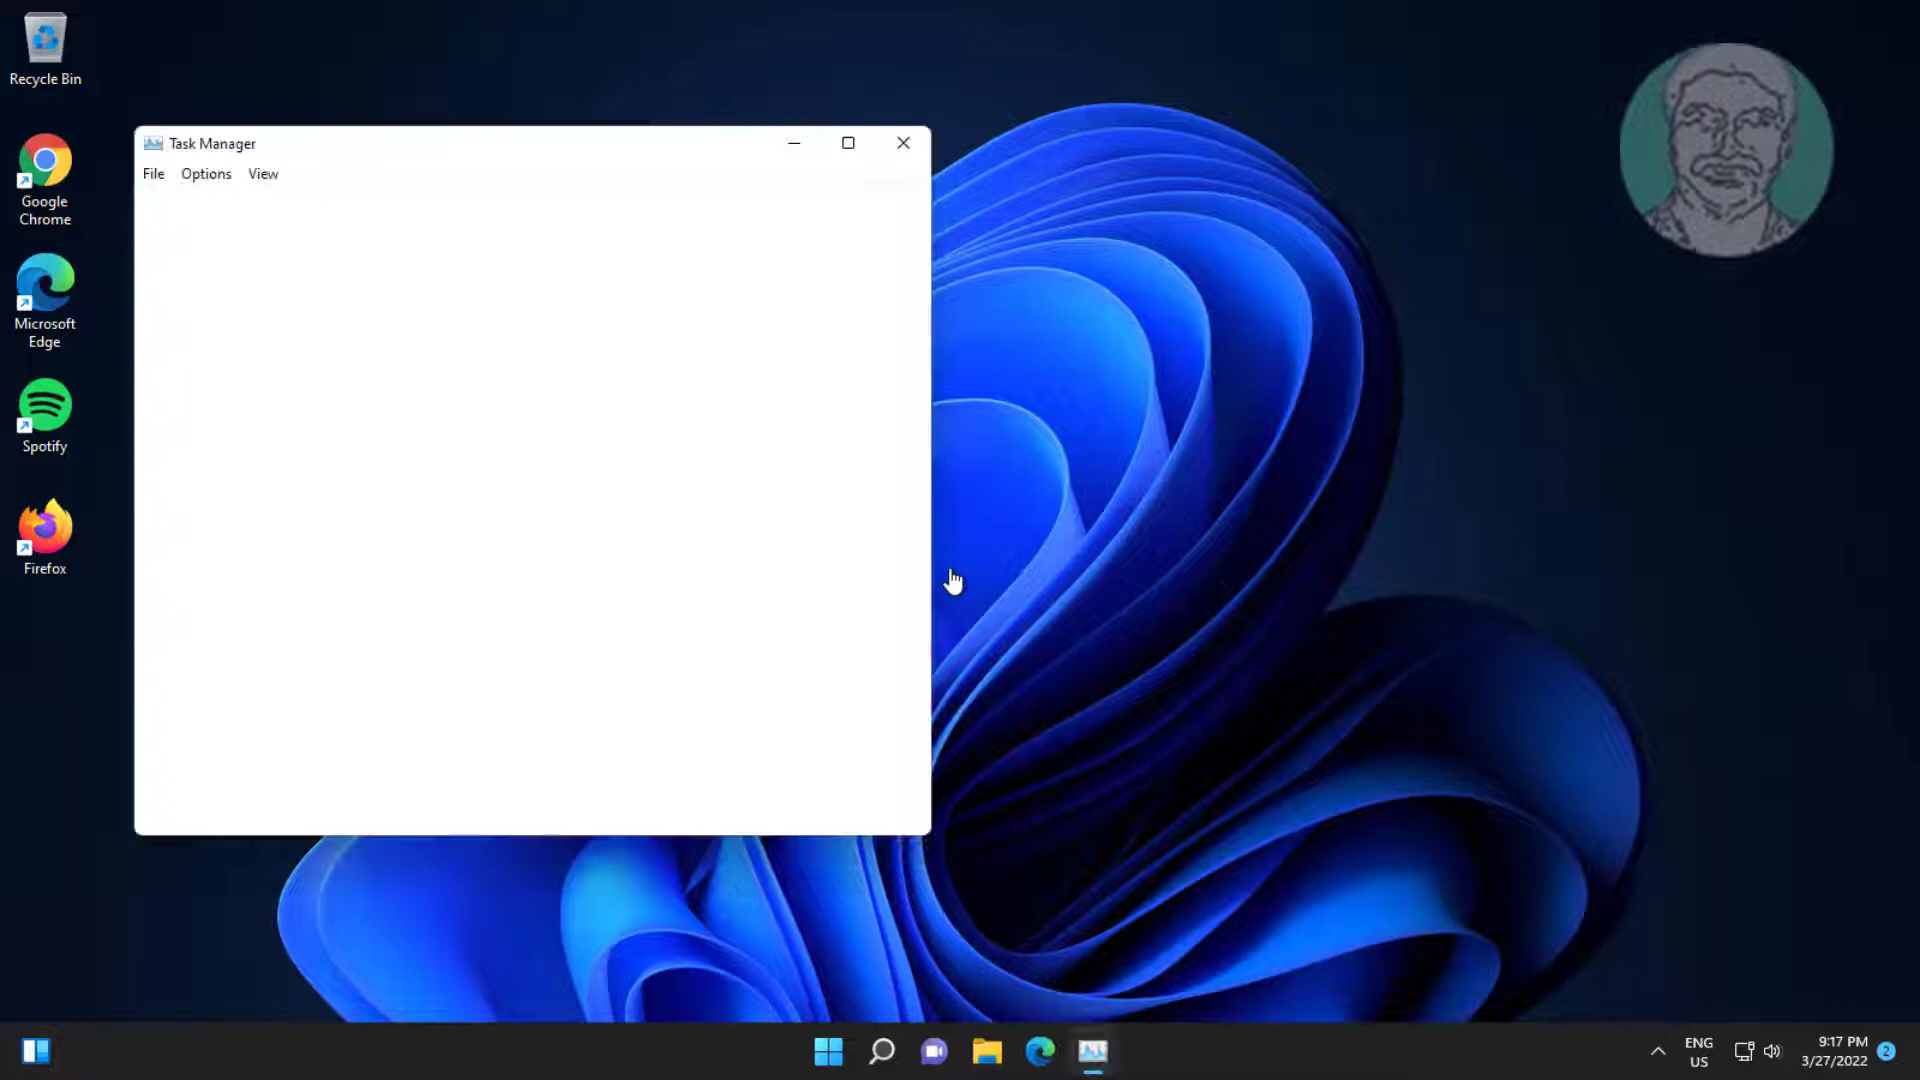 Recycle Bin
Google
Chrome
Microsoft
Edge
Spotify
Firefox
Task Manager
File Options View
ENG
US
9:17 PM
3/27/2022
2